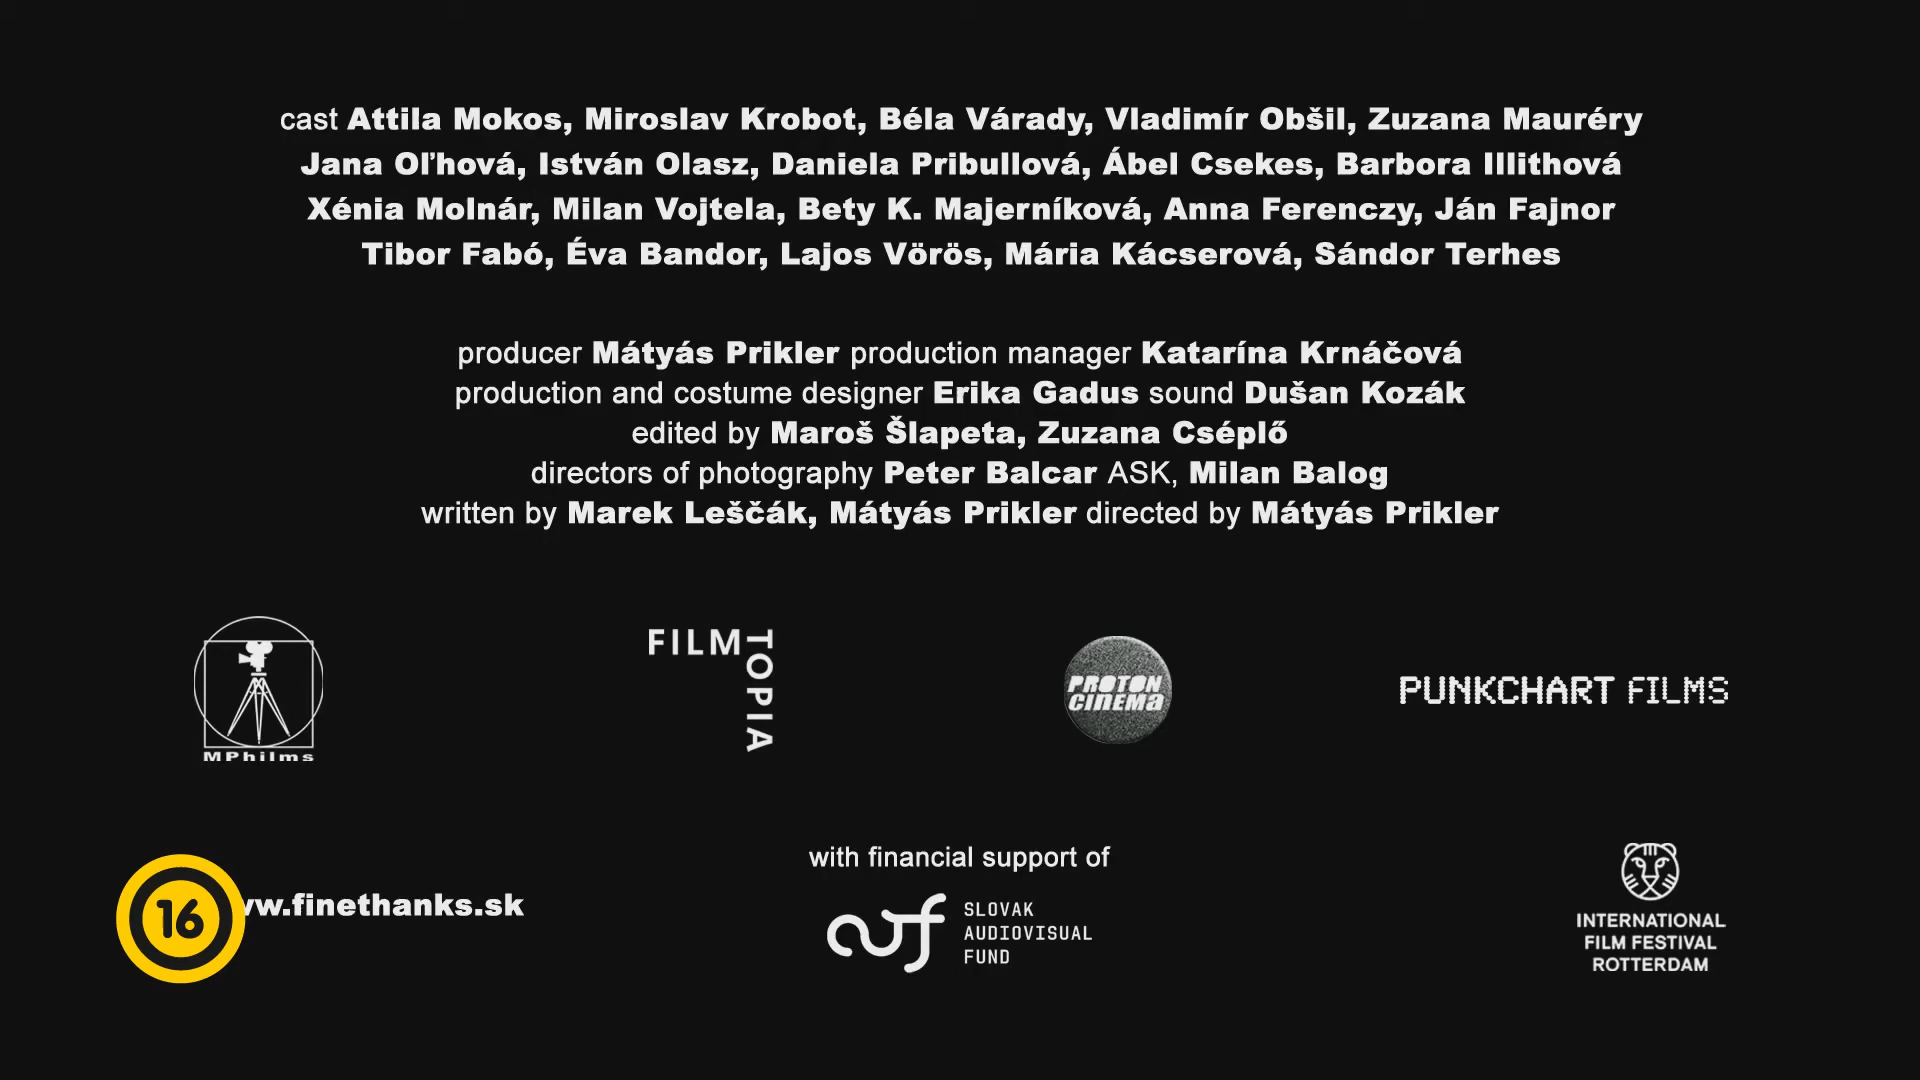 cast Attila Mokos, Miroslav Krobot, Béla Várady, Vladimír Obšil, Zuzana Mauréry
Jana Oľhová, István Olasz, Daniela Pribullová, Ábel Csekes, Barbora Illithová
Xénia Molnár, Milan Vojtela, Bety K. Majerníková, Anna Ferenczy, Ján Fajnor
Tibor Fabó, Éva Bandor, Lajos Vörös, Mária Kácserová, Sándor Terhes
producer Mátyás Prikler production manager Katarína Krnáčová
production and costume designer Erika Gadus sound Dušan Kozák
edited by Maroš Šlapeta, Zuzana Cséplő
directors of photography Peter Balcar ASK, Milan Balog
written by Marek Leščák, Mátyás Prikler directed by Mátyás Prikler
MPhilms
FILM
TOPIA
PROTON
CINEMA
PUNKCHART FILMS
16
w.finethanks.sk
with financial support of
avf
SLOVAK
AUDIOVISUAL
FUND
INTERNATIONAL
FILM FESTIVAL
ROTTERDAM